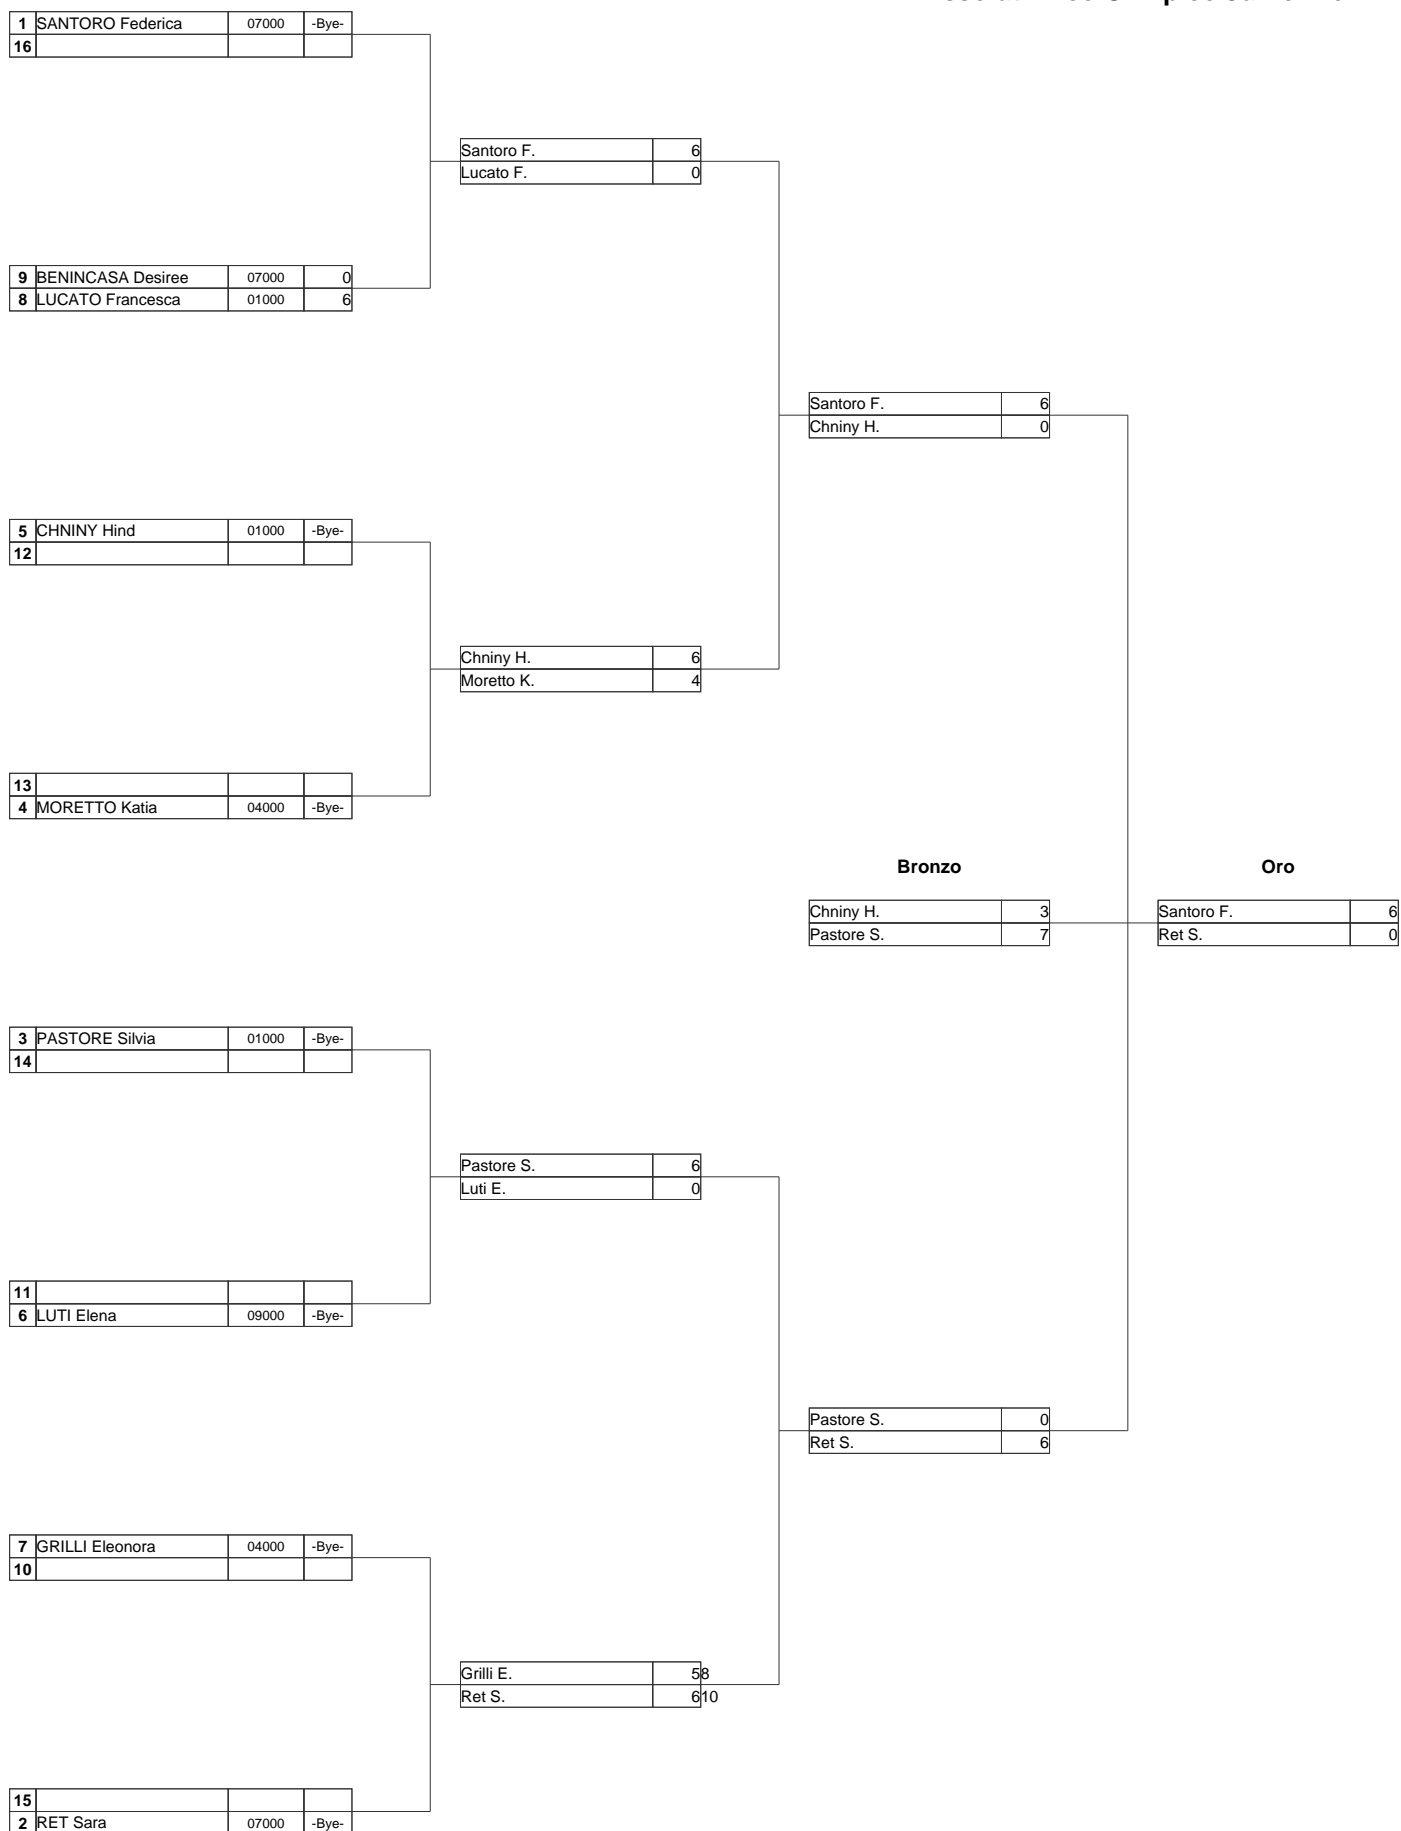 1 SANTORO Federica 07000 -Bye-
16
Santoro F. 6
Lucato F. 0
9 BENINCASA Desiree 07000 0
8 LUCATO Francesca 01000 6
Santoro F. 6
Chniny H. 0
5 CHNINY Hind 01000 -Bye-
12
Chniny H. 6
Moretto K. 4
13
4 MORETTO Katia 04000 -Bye-
Bronzo Oro
Chniny H. 3 Santoro F. 6
Pastore S. 7 Ret S. 0
3 PASTORE Silvia 01000 -Bye-
14
Pastore S. 6
Luti E. 0
11
6 LUTI Elena 09000 -Bye-
Pastore S. 0
Ret S. 6
7 GRILLI Eleonora 04000 -Bye-
10
Grilli E. 5 8
Ret S. 6 10
15
2 RET Sara 07000 -Bye-